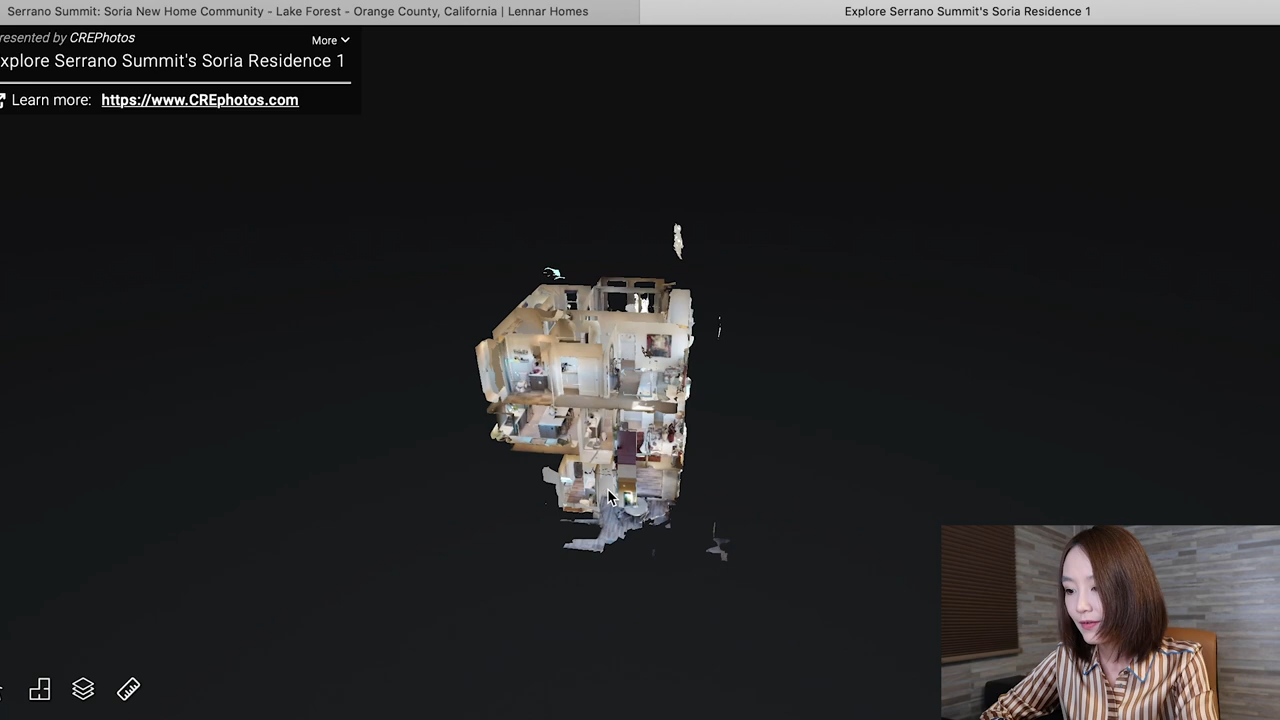 Serrano Summit: Soria New Home Community - Lake Forest - Orange County, California | Lennar Homes
Explore Serrano Summit's Soria Residence 1
resented by CREPhotos
More
xplore Serrano Summit's Soria Residence 1
Learn more: https://www.CREphotos.com